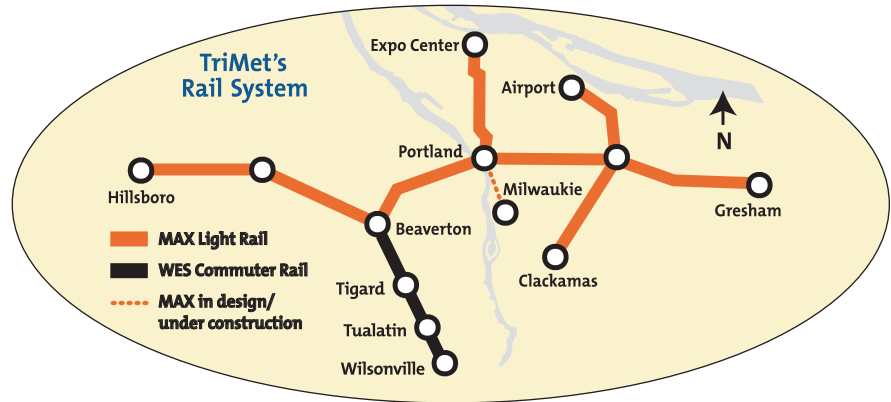 TriMet's
Rail System
Expo Center
Airport
N
Portland
Milwaukie
Hillsboro
Gresham
Beaverton
MAX Light Rail
WES Commuter Rail
Clackamas
Tigard
MAX in design/
under construction
Tualatin
Wilsonville